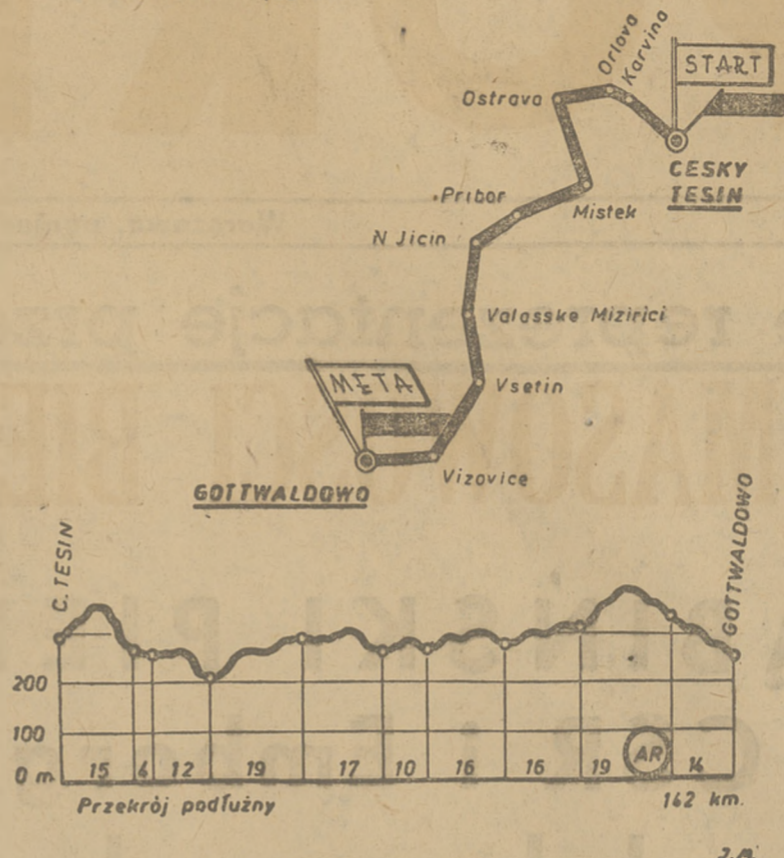 Orlova
Karvina
START
Ostrava
CESKY
TESIN
Pribor
Mistek
N Jicin
Valasske Mizirici
META
Vsetin
Vizovice
GOTTWALDOWO
C. TESIN
GOTTWALDOWO
200
100
0 m
15 4 12 19 17 10 16 16 19 AR 14
Przekrój podłużny
142 km.